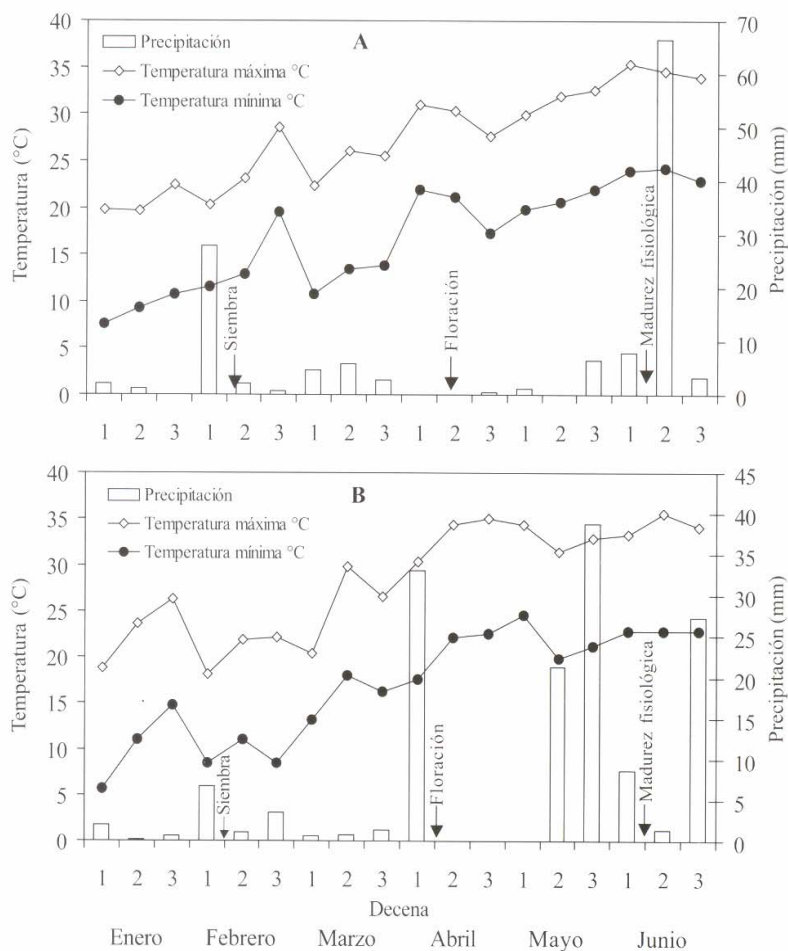 A
Precipitación
Temperatura máxima °C
Temperatura mínima °C
Temperatura (°C)
40
35
30
25
20
15
10
5
0
Precipitación (mm)
70
60
50
40
30
20
10
0
Siembra
Floración
Madurez fisiológica
1 2 3 1 2 3 1 2 3 1 2 3 1 2 3 1 2 3
B
Precipitación
Temperatura máxima °C
Temperatura mínima °C
Temperatura (°C)
40
35
30
25
20
15
10
5
0
Precipitación (mm)
45
40
35
30
25
20
15
10
5
0
Siembra
Floración
Madurez fisiológica
1 2 3 1 2 3 1 2 3 1 2 3 1 2 3 1 2 3
Decena
Enero Febrero Marzo Abril Mayo Junio